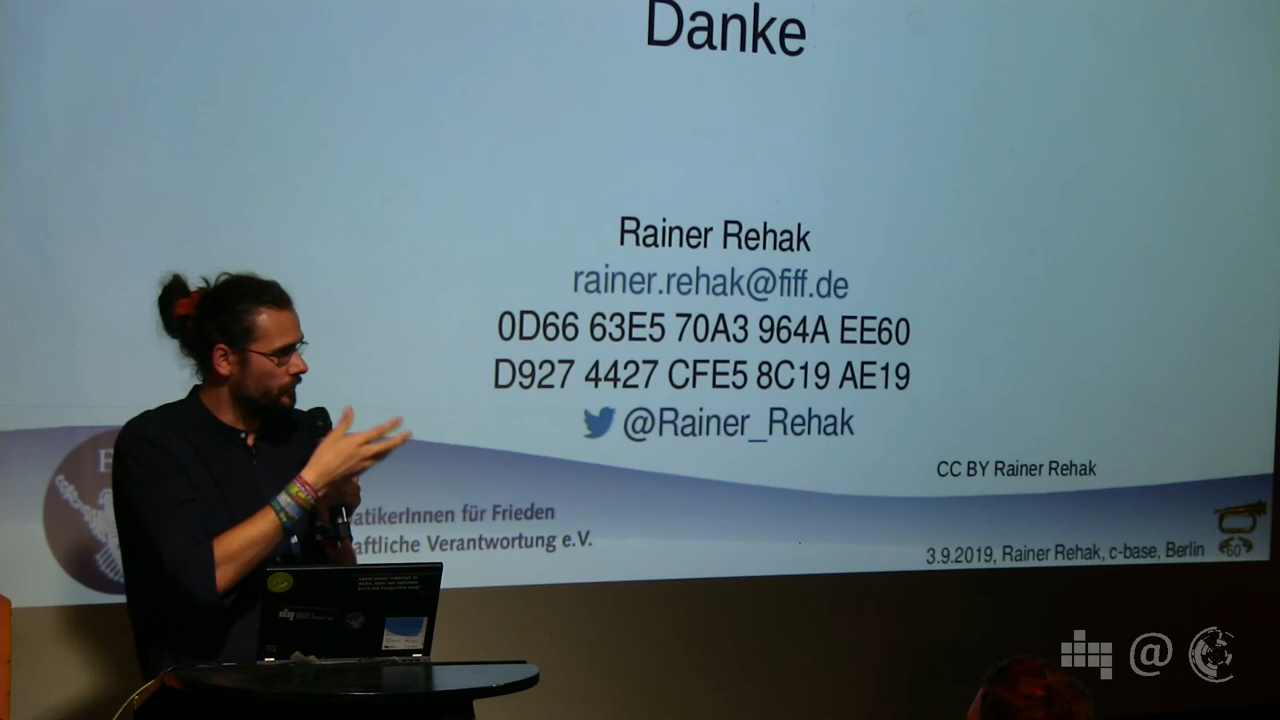 Danke
Rainer Rehak
rainer.rehak@fiff.de
0D66 63E5 70A3 964A EE60
D927 4427 CFE5 8C19 AE19
@Rainer_Rehak
CC BY Rainer Rehak
F
atikerInnen für Frieden
aftliche Verantwortung e.V.
3.9.2019, Rainer Rehak, c-base, Berlin
60
@